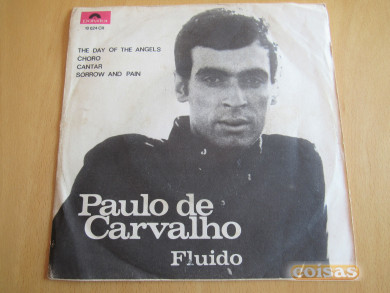 THE DAY OF THE ANGELS
CHORO
CANTAR
SORROW AND PAIN
Paulo de
Carvalho
Fluido
coisas